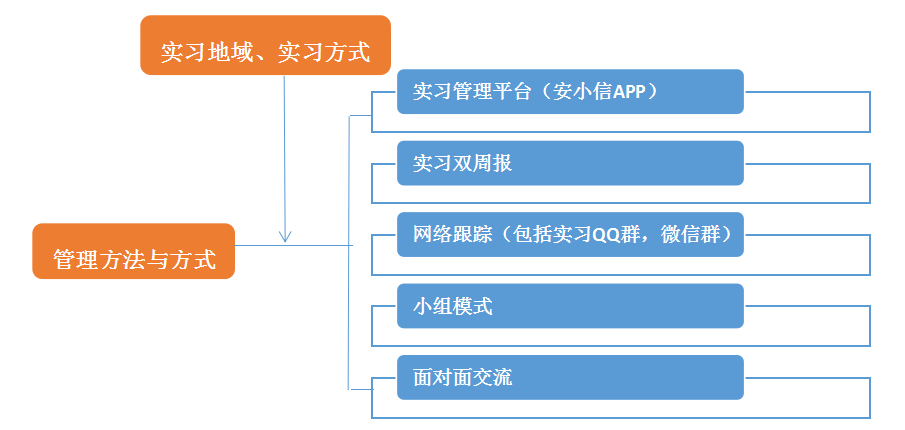 实习地域、实习方式
实习管理平台（安小信APP）
实习双周报
网络跟踪（包括实习QQ群，微信群）
管理方法与方式
小组模式
面对面交流